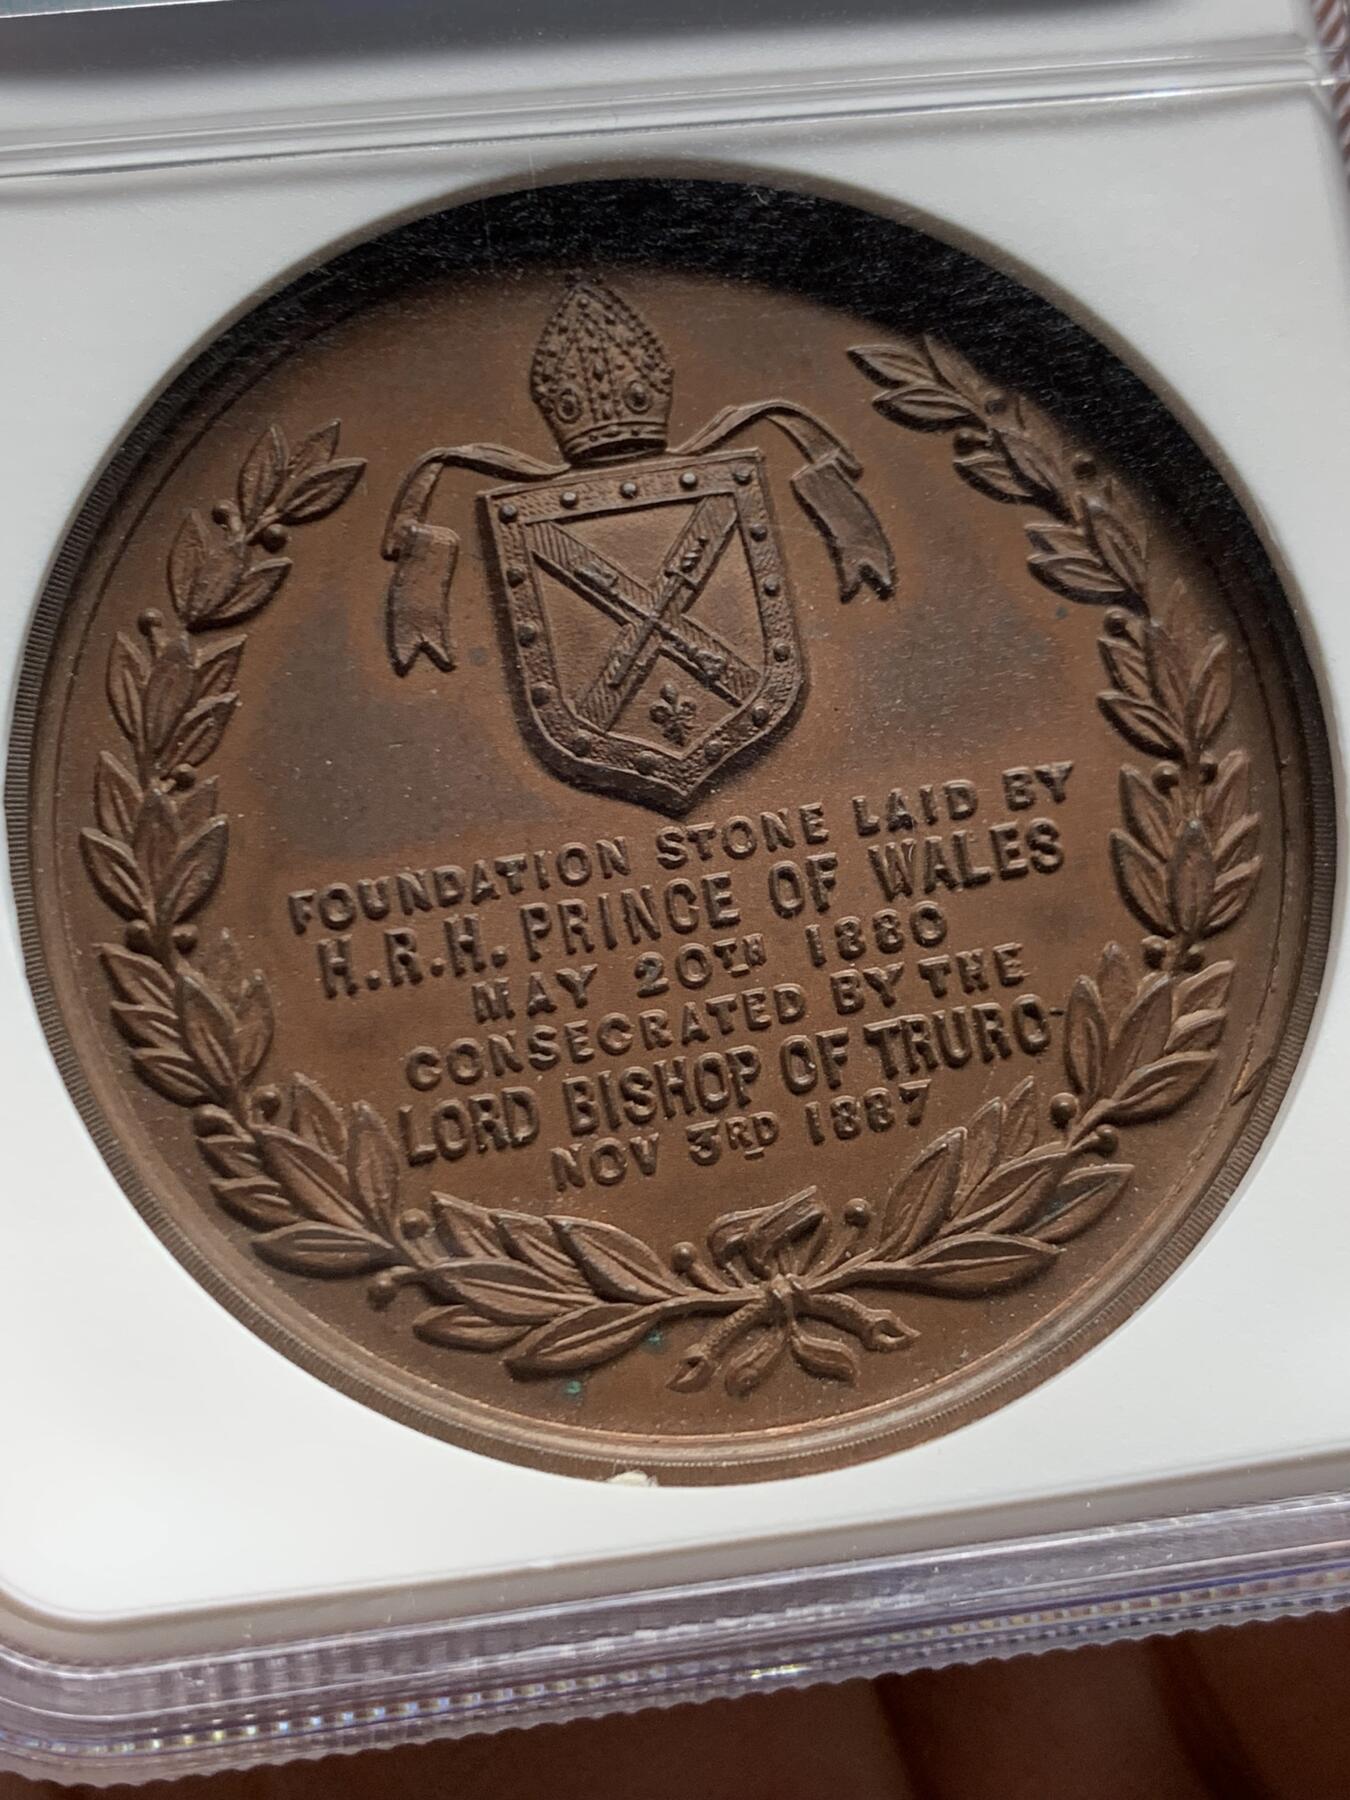 FOUNDATION STONE LAID BY
H.R.H. PRINCE OF WALES
MAY 20TH 1880
CONSECRATED BY THE
LORD BISHOP OF TRURO-
NOV 3RD 1887